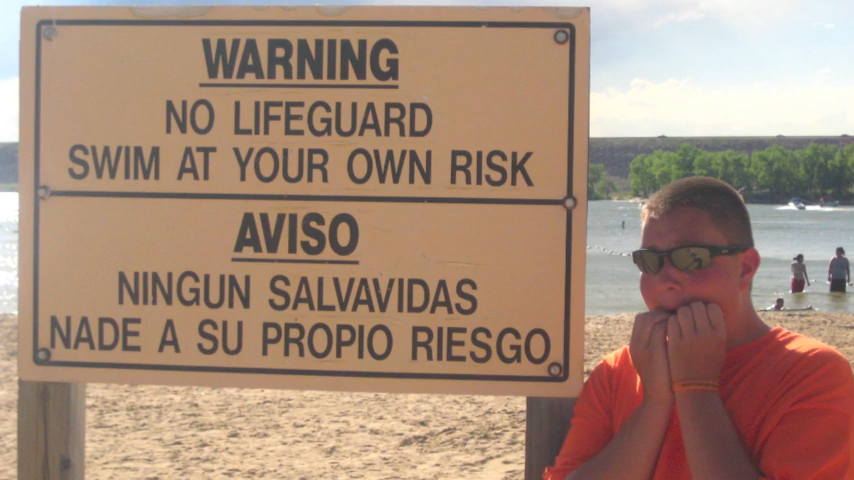 WARNING
NO LIFEGUARD
SWIM AT YOUR OWN RISK
AVISO
NINGUN SALVAVIDAS
NADE A SU PROPIO RIESGO